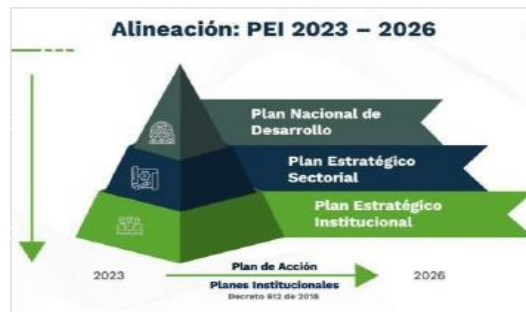 Alineación: PEI 2023 – 2026
Plan Nacional de
Desarrollo
Plan Estratégico
Sectorial
Plan Estratégico
Institucional
2023
Plan de Acción
2026
Planes Institucionales
Decreto 612 de 2018